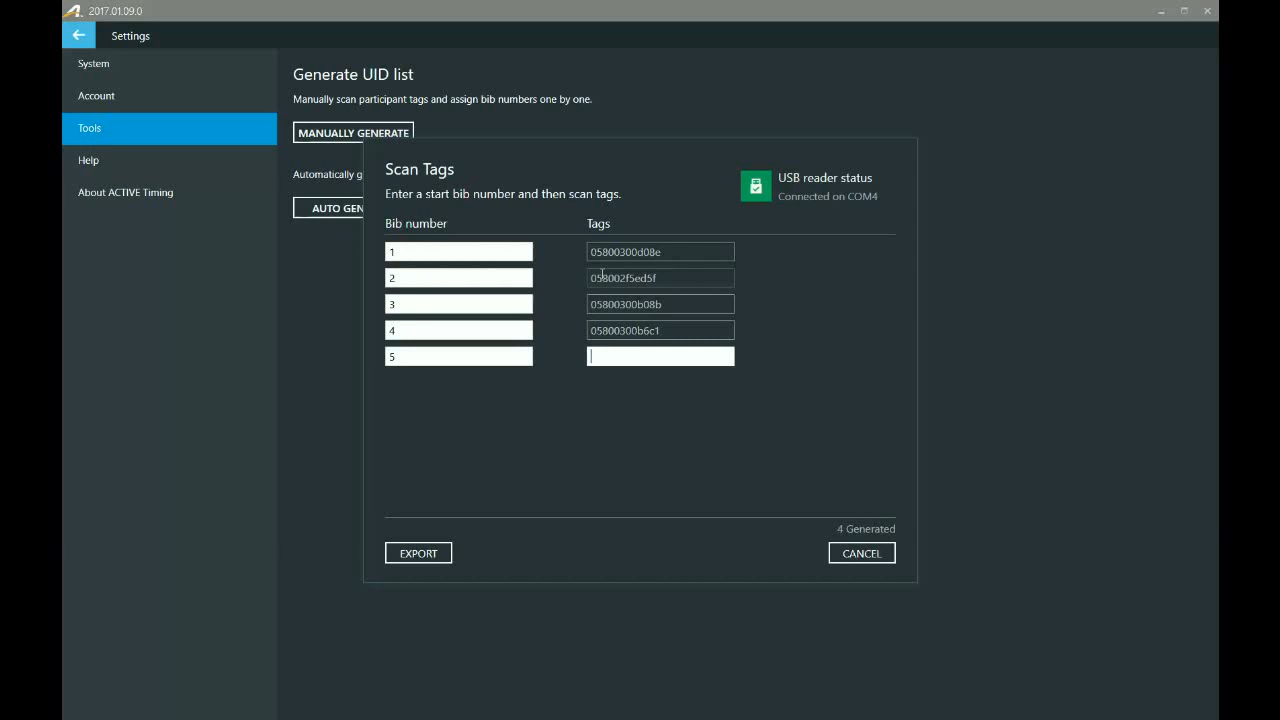 2017.01.09.0
Settings
System
Account
Tools
Help
About ACTIVE Timing
Generate UID list
Manually scan participant tags and assign bib numbers one by one.
MANUALLY GENERATE
Automatically g
AUTO GEN
Scan Tags
Enter a start bib number and then scan tags.
USB reader status
Connected on COM4
Bib number Tags
1 05800300d08e
2 058002f5ed5f
3 05800300b08b
4 05800300b6c1
5
4 Generated
EXPORT CANCEL